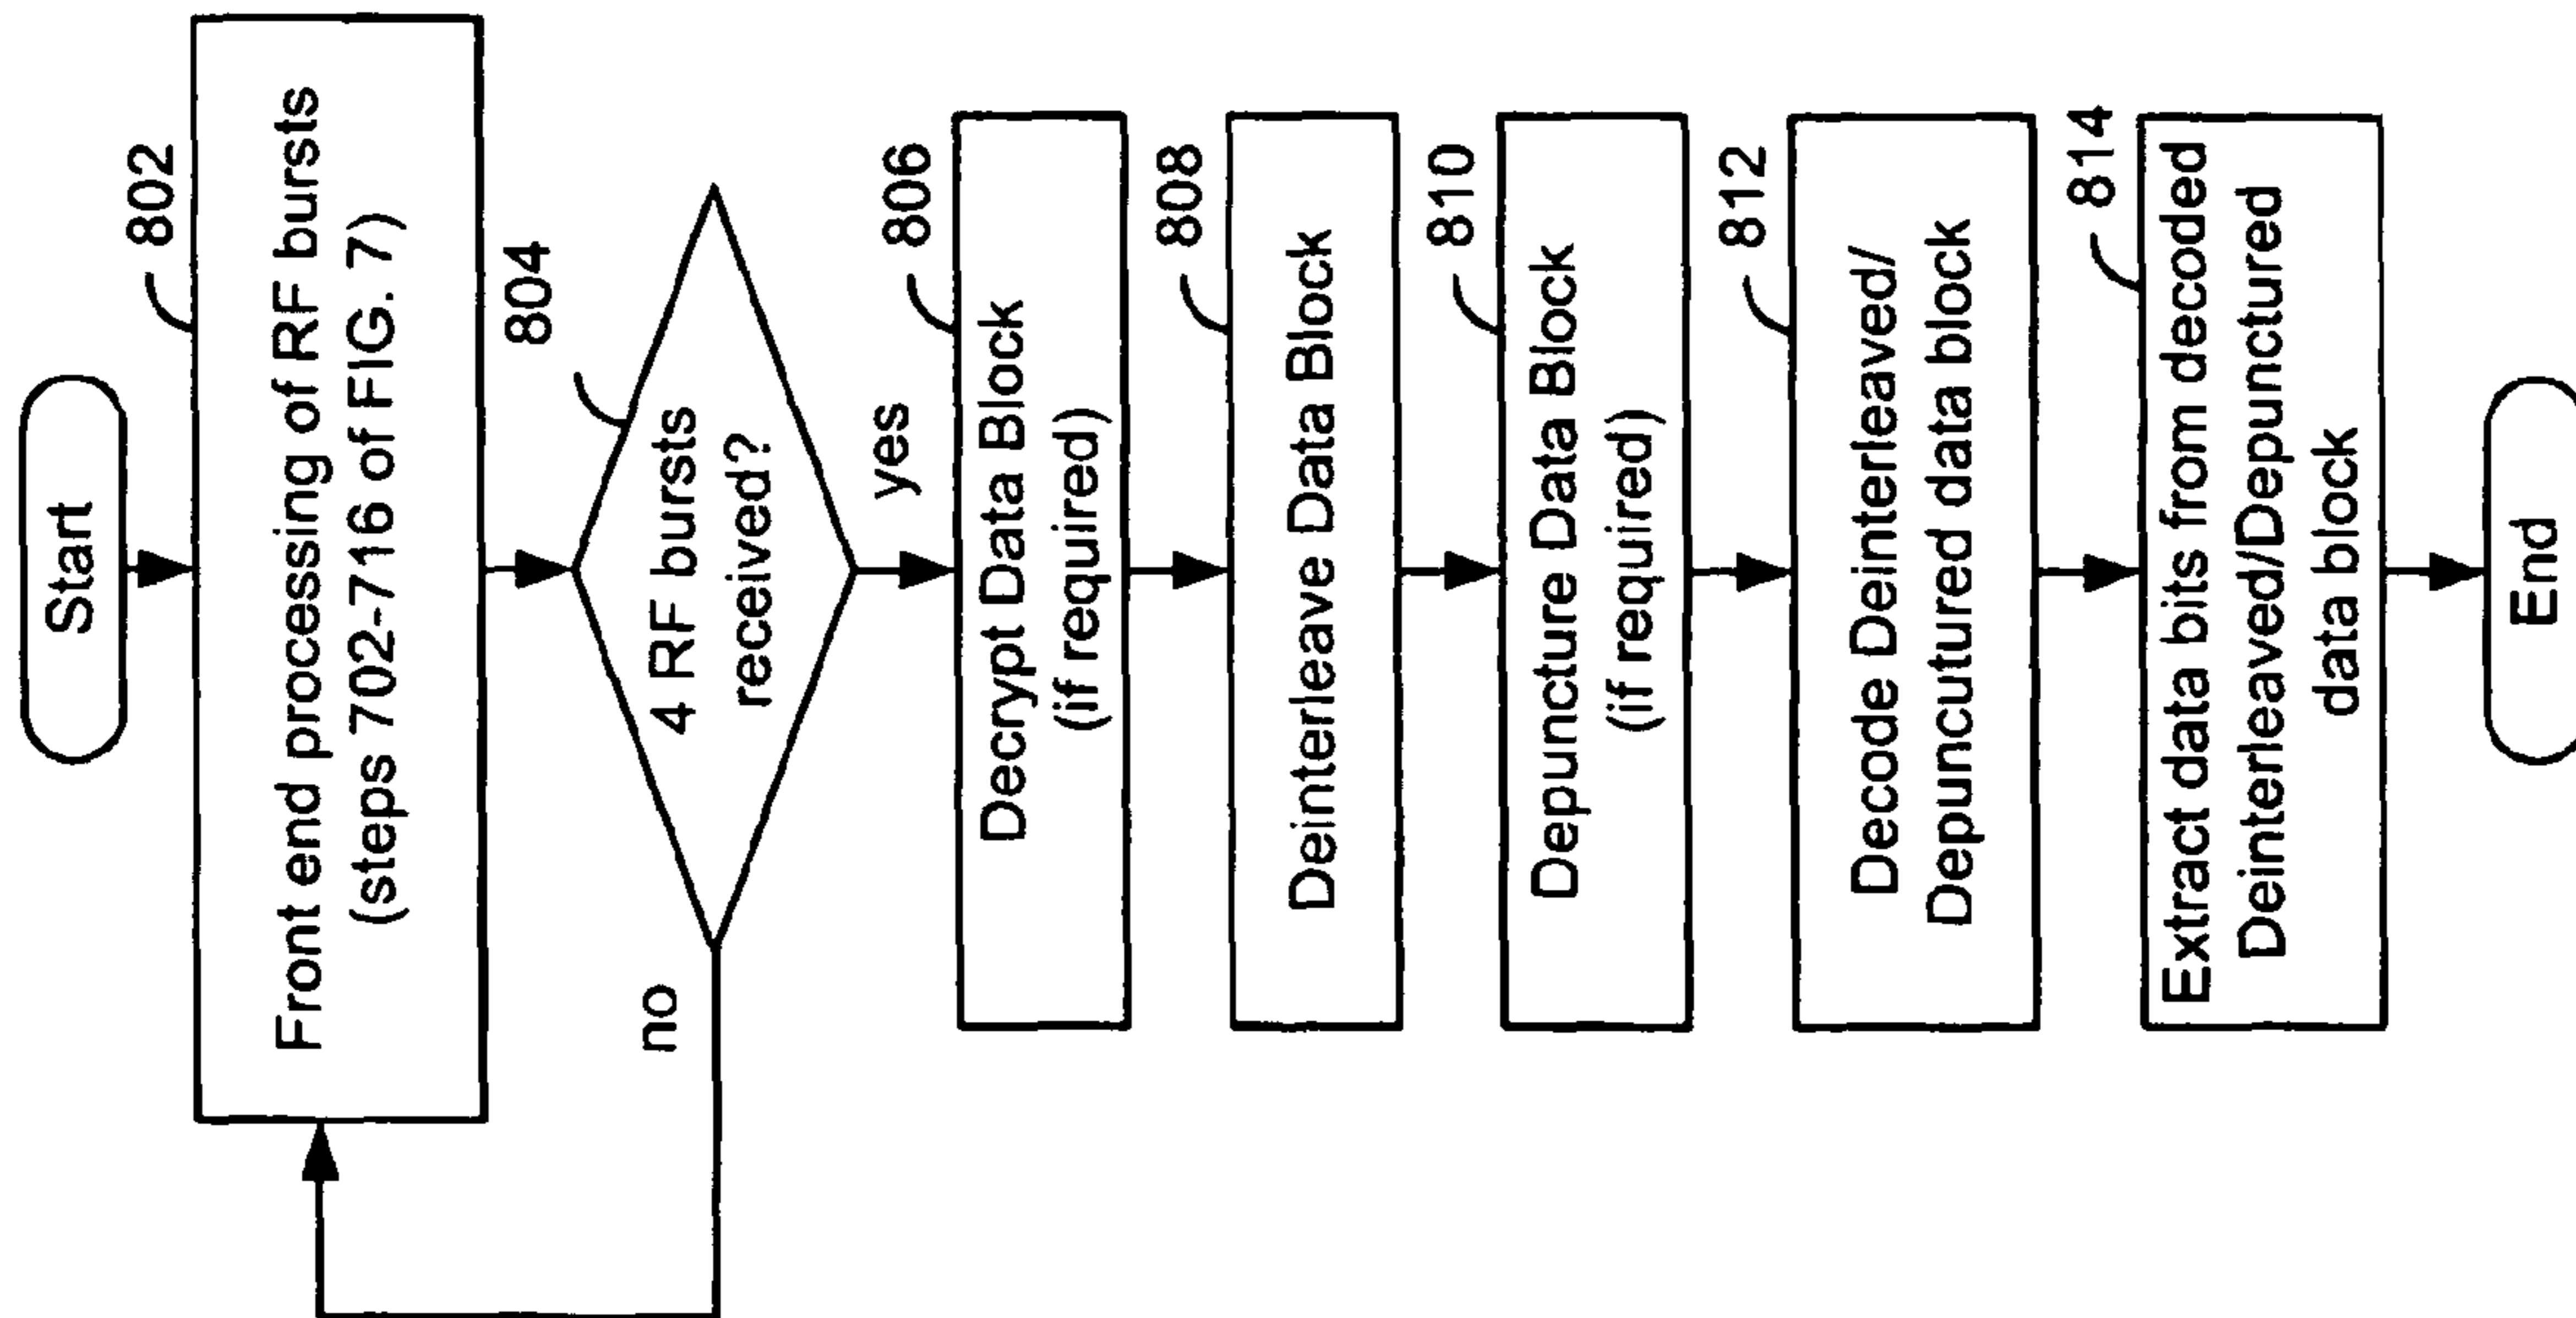 Start
802
Front end processing of RF bursts
(steps 702-716 of FIG. 7)
804
4 RF bursts
received?
no
yes
806
Decrypt Data Block
(if required)
808
Deinterleave Data Block
810
Depuncture Data Block
(if required)
812
Decode Deinterleaved/
Depuncutured data block
814
Extract data bits from decoded
Deinterleaved/Depunctured
data block
End